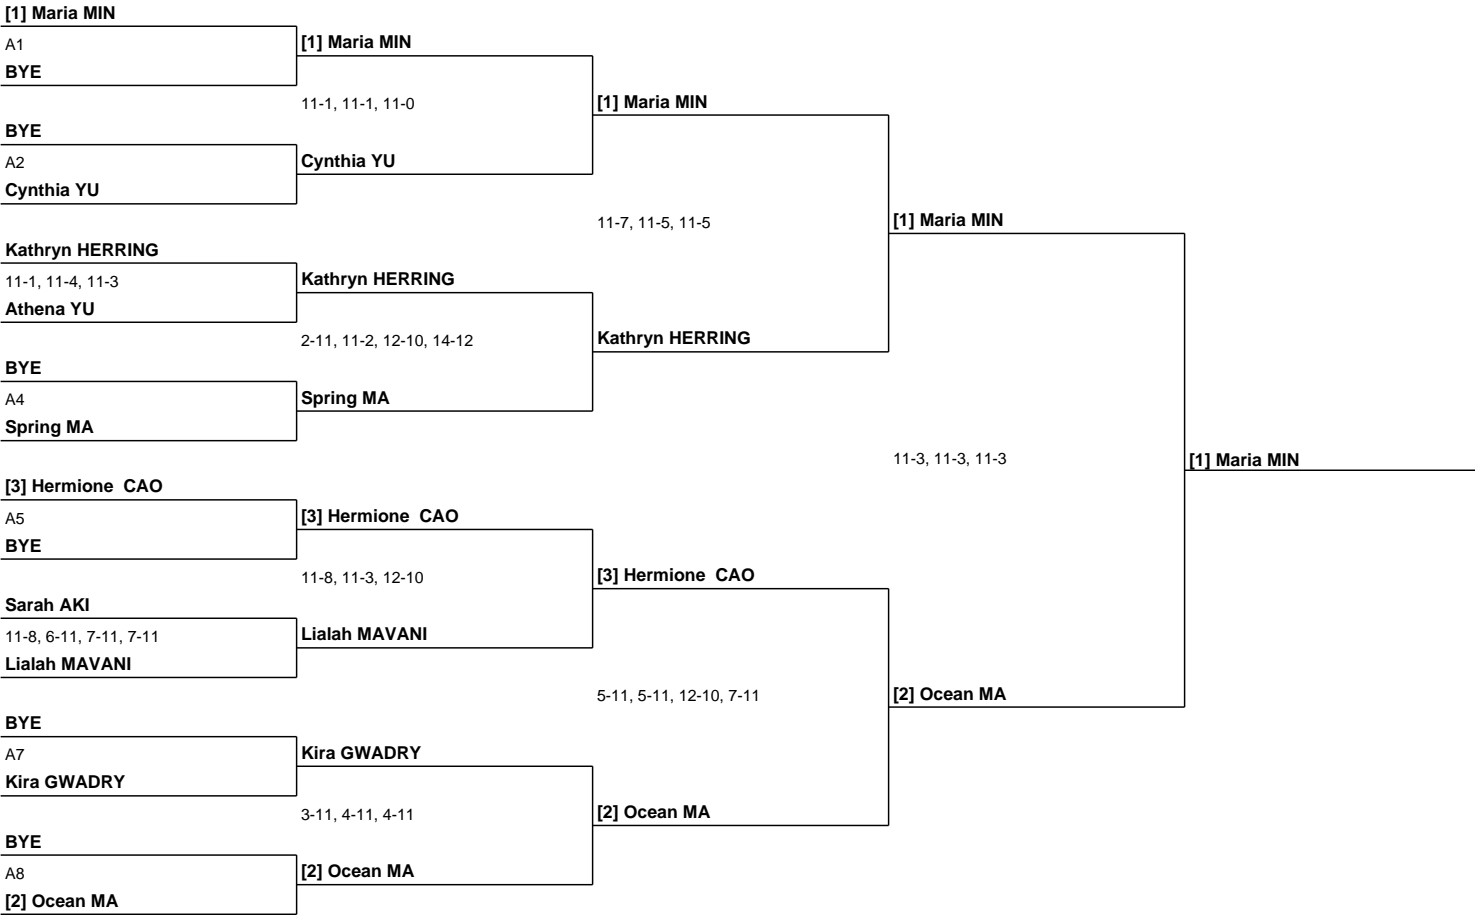 [1] Maria MIN
A1
BYE
BYE
A2
Cynthia YU
Kathryn HERRING
11-1, 11-4, 11-3
Athena YU
BYE
A4
Spring MA
[3] Hermione  CAO
A5
BYE
Sarah AKI
11-8, 6-11, 7-11, 7-11
Lialah MAVANI
BYE
A7
Kira GWADRY
BYE
A8
[2] Ocean MA
[1] Maria MIN
11-1, 11-1, 11-0
Cynthia YU
Kathryn HERRING
2-11, 11-2, 12-10, 14-12
Spring MA
[3] Hermione  CAO
11-8, 11-3, 12-10
Lialah MAVANI
Kira GWADRY
3-11, 4-11, 4-11
[2] Ocean MA
[1] Maria MIN
11-7, 11-5, 11-5
Kathryn HERRING
[3] Hermione  CAO
5-11, 5-11, 12-10, 7-11
[2] Ocean MA
[1] Maria MIN
11-3, 11-3, 11-3
[2] Ocean MA
[1] Maria MIN